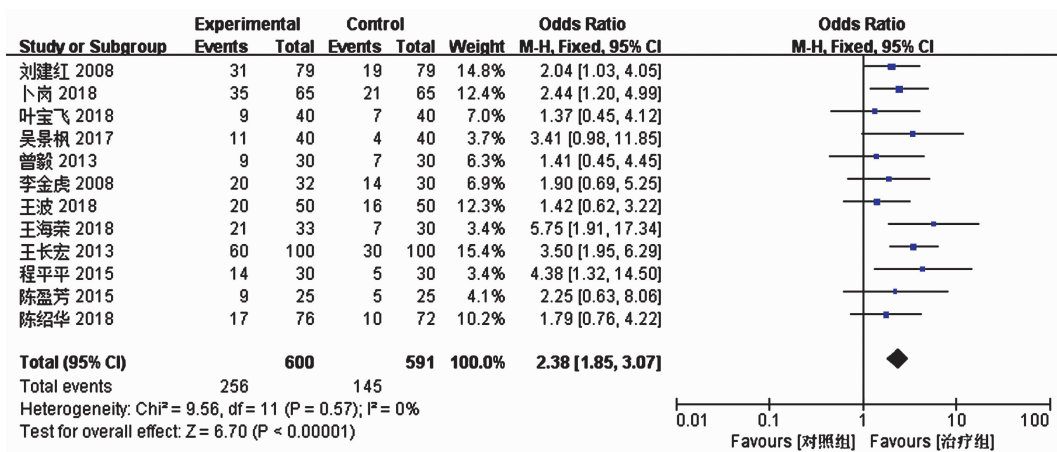 Experimental Control Odds Ratio Odds Ratio
Study or Subgroup Events Total Events Total Weight M-H, Fixed, 95% CI M-H, Fixed, 95% CI
刘建红 2008 31 79 19 79 14.8% 2.04 [1.03, 4.05]
卜岗 2018 35 65 21 65 12.4% 2.44 [1.20, 4.99]
叶宝飞 2018 9 40 7 40 7.0% 1.37 [0.45, 4.12]
吴景枫 2017 11 40 4 40 3.7% 3.41 [0.98, 11.85]
曾毅 2013 9 30 7 30 6.3% 1.41 [0.45, 4.45]
李金虎 2008 20 32 14 30 6.9% 1.90 [0.69, 5.25]
王波 2018 20 50 16 50 12.3% 1.42 [0.62, 3.22]
王海荣 2018 21 33 7 30 3.4% 5.75 [1.91, 17.34]
王长宏 2013 60 100 30 100 15.4% 3.50 [1.95, 6.29]
程平平 2015 14 30 5 30 3.4% 4.38 [1.32, 14.50]
陈盈芳 2015 9 25 5 25 4.1% 2.25 [0.63, 8.06]
陈绍华 2018 17 76 10 72 10.2% 1.79 [0.76, 4.22]
Total (95% CI) 600 591 100.0% 2.38 [1.85, 3.07]
Total events 256 145
Heterogeneity: Chi² = 9.56, df = 11 (P = 0.57); I² = 0%
Test for overall effect: Z = 6.70 (P < 0.00001)
0.01 0.1 1 10 100
Favours [对照组] Favours [治疗组]